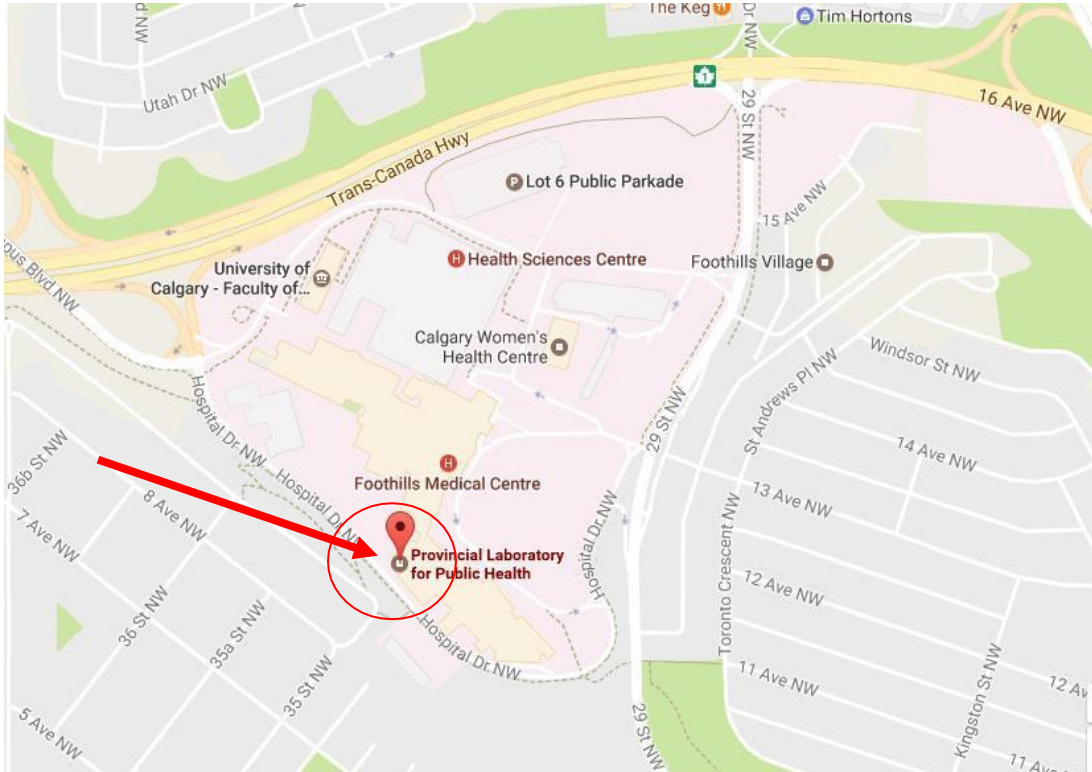 The Keg
Tim Hortons
Dr NW
Utah Dr NW
1
16 Ave NW
Trans-Canada Hwy
29 St NW
P Lot 6 Public Parkade
15 Ave NW
H Health Sciences Centre
Foothills Village
University of
Calgary - Faculty of...
Calgary Women's
Health Centre
Windsor St NW
St Andrews Pl NW
29 St NW
Hospital Dr NW
14 Ave NW
36b St NW
H
Foothills Medical Centre
Hospital Dr NW
13 Ave NW
8 Ave NW
7 Ave NW
Provincial Laboratory
for Public Health
Hospital Dr NW
Toronto Crescent NW
12 Ave NW
36 St NW
35a St NW
Hospital Dr NW
11 Ave NW
35 St NW
Kingston St NW
5 Ave NW
29 St NW